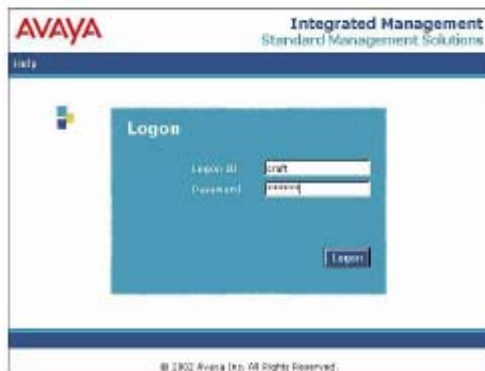 AVAYA
Integrated Management
Standard Management Solutions
Help
Logon
Logon ID
craft
Password
*******
Logon
© 2002 Avaya Inc. All Rights Reserved.